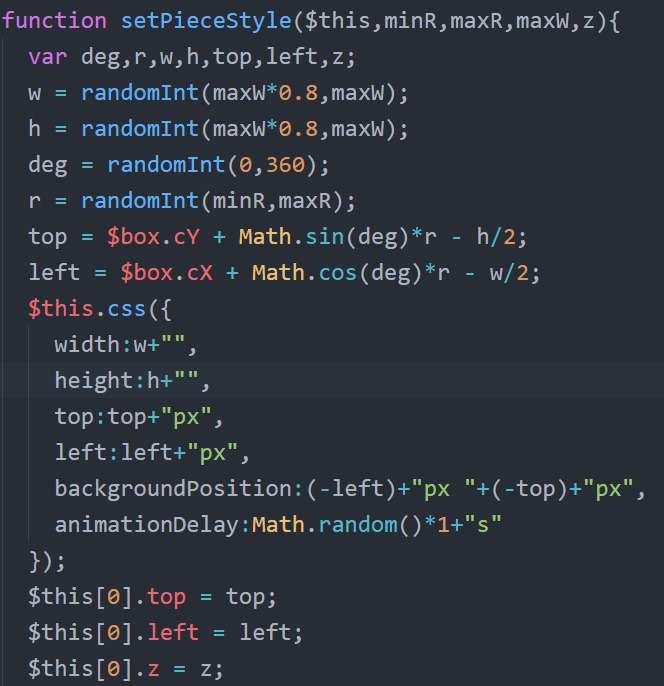 function setPieceStyle($this,minR,maxR,maxW,z){
var deg,r,w,h,top,left,z;
w = randomInt(maxW*0.8,maxW);
h = randomInt(maxW*0.8,maxW);
deg = randomInt(0,360);
r = randomInt(minR,maxR);
top = $box.cY + Math.sin(deg)*r - h/2;
left = $box.cX + Math.cos(deg)*r - w/2;
$this.css({
width:w+"",
height:h+"",
top:top+"px",
left:left+"px",
backgroundPosition:(-left)+"px "+(-top)+"px",
animationDelay:Math.random()*1+"s"
});
$this[0].top = top;
$this[0].left = left;
$this[0].z = z;